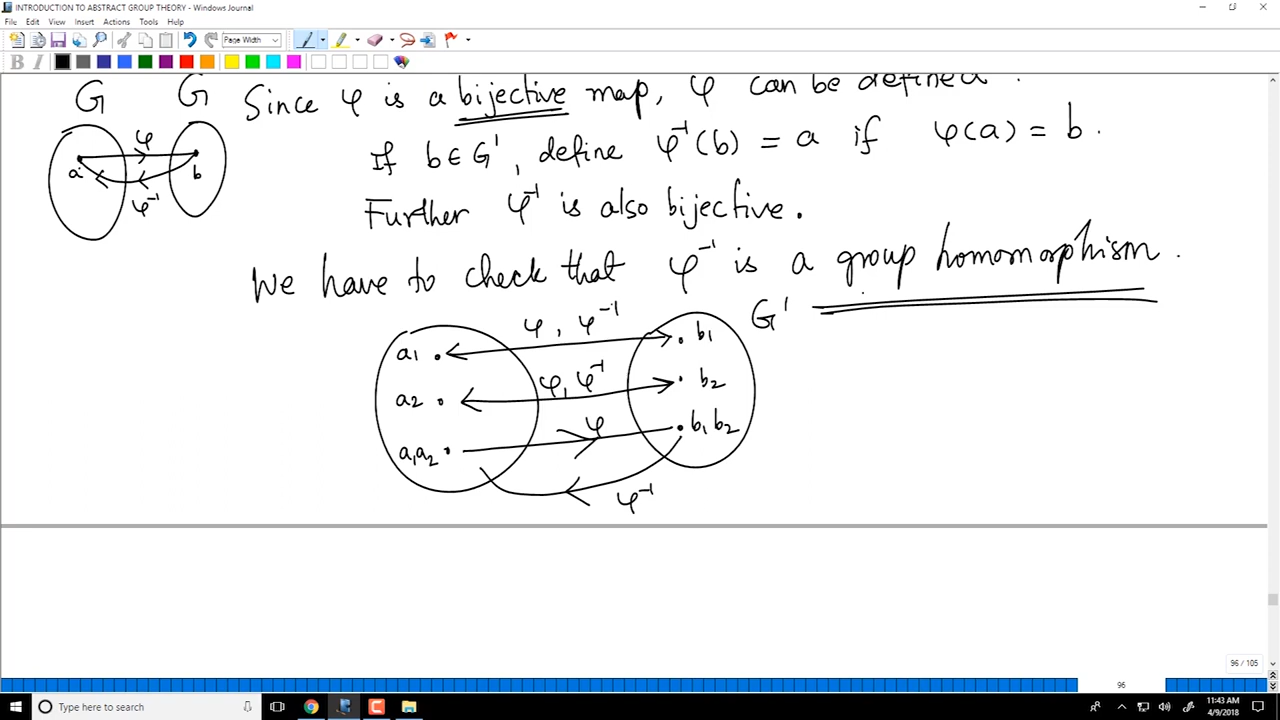 INTRODUCTION TO ABSTRACT GROUP THEORY - Windows Journal
File Edit View Insert Actions Tools Help
Page Width
B I
G G Since φ is a bijective map, φ can be defined.
If b ∈ G', define φ⁻¹(b) = a if φ(a) = b.
φ
a b
φ⁻¹
Further φ⁻¹ is also bijective.
We have to check that φ⁻¹ is a group homomorphism.
G'
φ, φ⁻¹
a1 b1
φ, φ⁻¹
a2 b2
φ
a1a2 b1b2
φ⁻¹
96 / 105
96
Type here to search
11:43 AM
4/9/2018